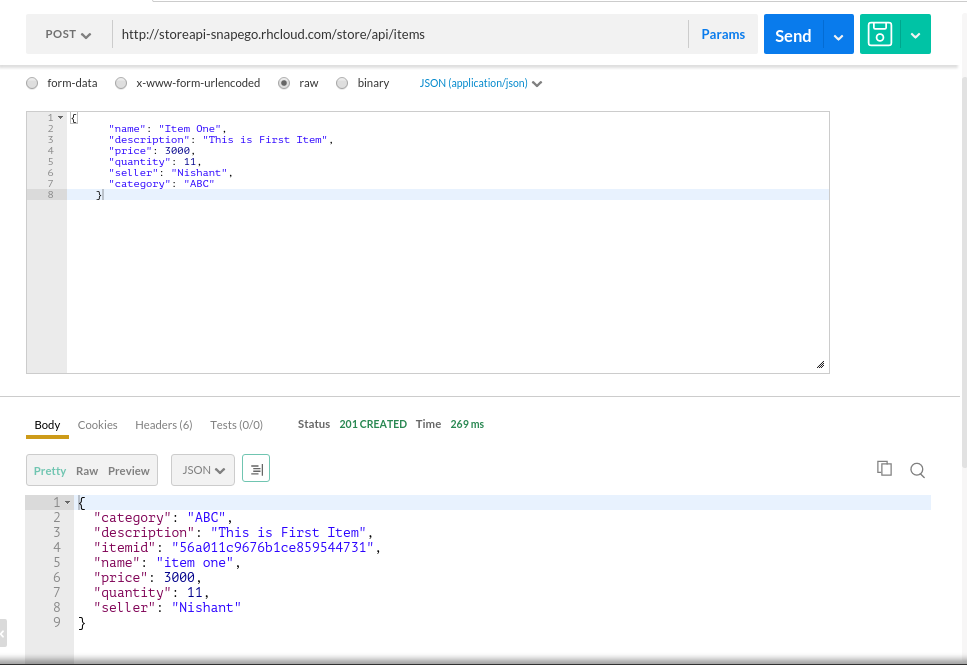 POST http://storeapi-snapego.rhcloud.com/store/api/items Params Send
form-data x-www-form-urlencoded raw binary JSON (application/json)
1 {
2 "name": "Item One",
3 "description": "This is First Item",
4 "price": 3000,
5 "quantity": 11,
6 "seller": "Nishant",
7 "category": "ABC"
8 }
Body Cookies Headers (6) Tests (0/0) Status 201 CREATED Time 269 ms
Pretty Raw Preview JSON
1 {
2 "category": "ABC",
3 "description": "This is First Item",
4 "itemid": "56a011c9676b1ce859544731",
5 "name": "item one",
6 "price": 3000,
7 "quantity": 11,
8 "seller": "Nishant"
9 }